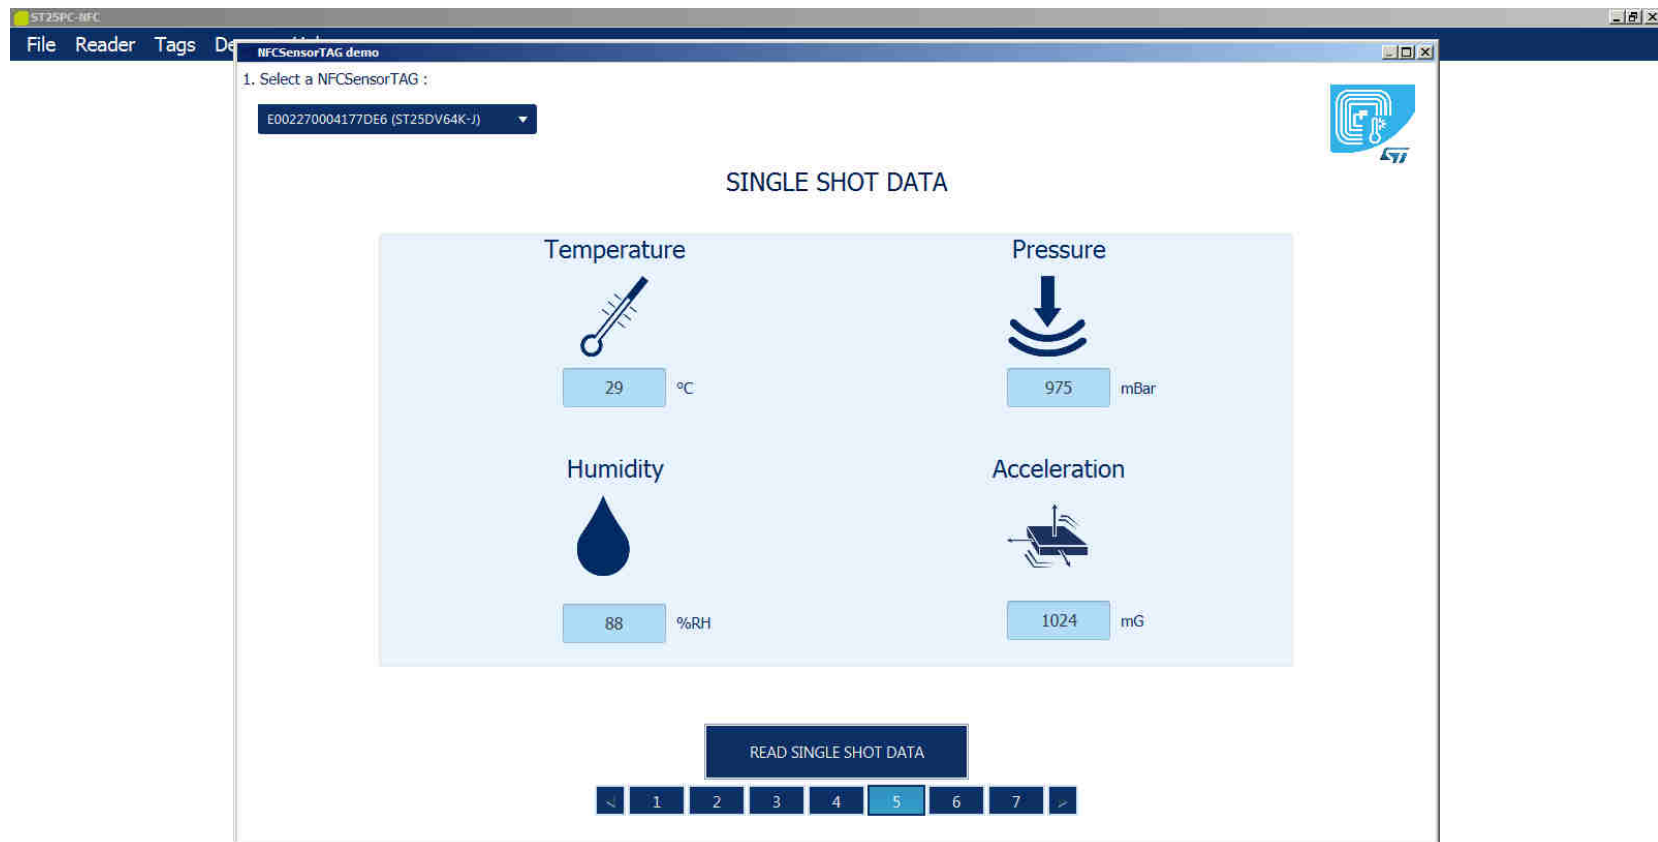 ST25PC-NFC
File Reader Tags De
NFCSensorTAG demo
1. Select a NFCSensorTAG :
E002270004177DE6 (ST25DV64K-J)
SINGLE SHOT DATA
Temperature Pressure
29 °C 975 mBar
Humidity Acceleration
88 %RH 1024 mG
READ SINGLE SHOT DATA
< 1 2 3 4 5 6 7 >